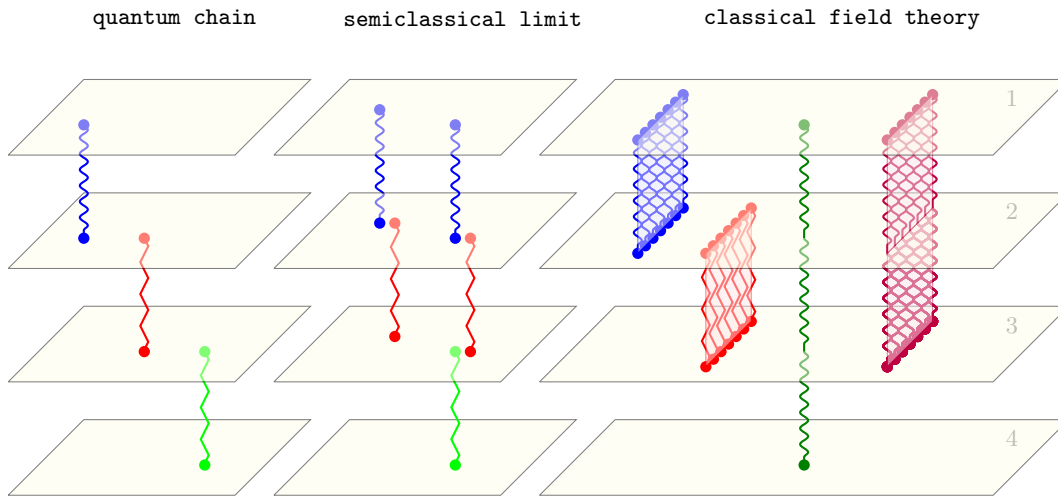 quantum chain
semiclassical limit
classical field theory
1
2
3
4